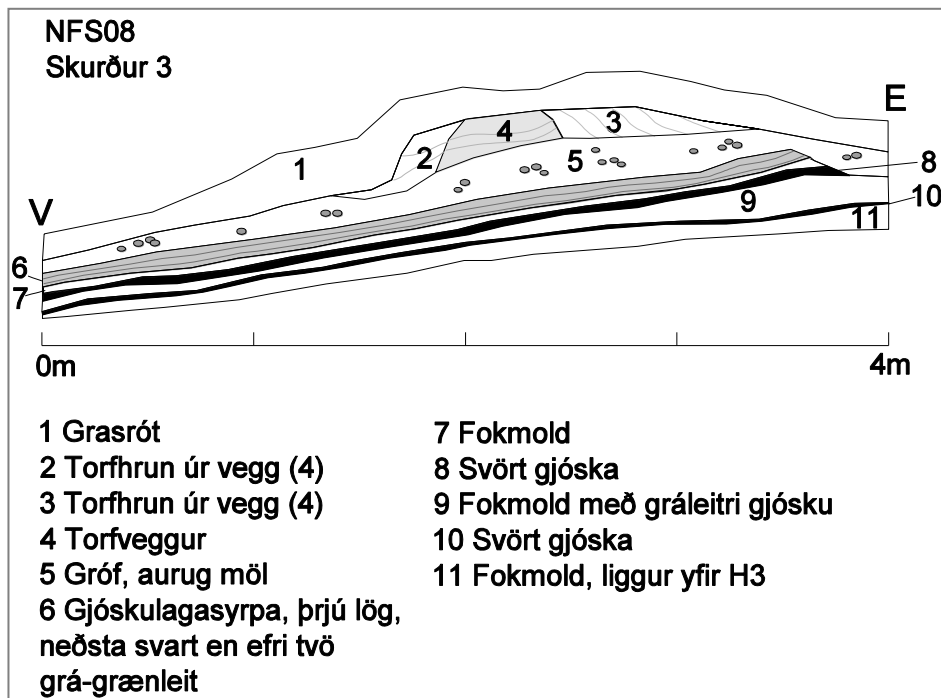 NFS08
Skurður 3
E
V
1
2
3
4
5
6
7
8
9
10
11
0m
4m
1 Grasrót
2 Torfhrun úr vegg (4)
3 Torfhrun úr vegg (4)
4 Torfveggur
5 Gróf, aurug möl
6 Gjóskulagasyrpa, þrjú lög,
neðsta svart en efri tvö
grá-grænleit
7 Fokmold
8 Svört gjóska
9 Fokmold með gráleitri gjósku
10 Svört gjóska
11 Fokmold, liggur yfir H3